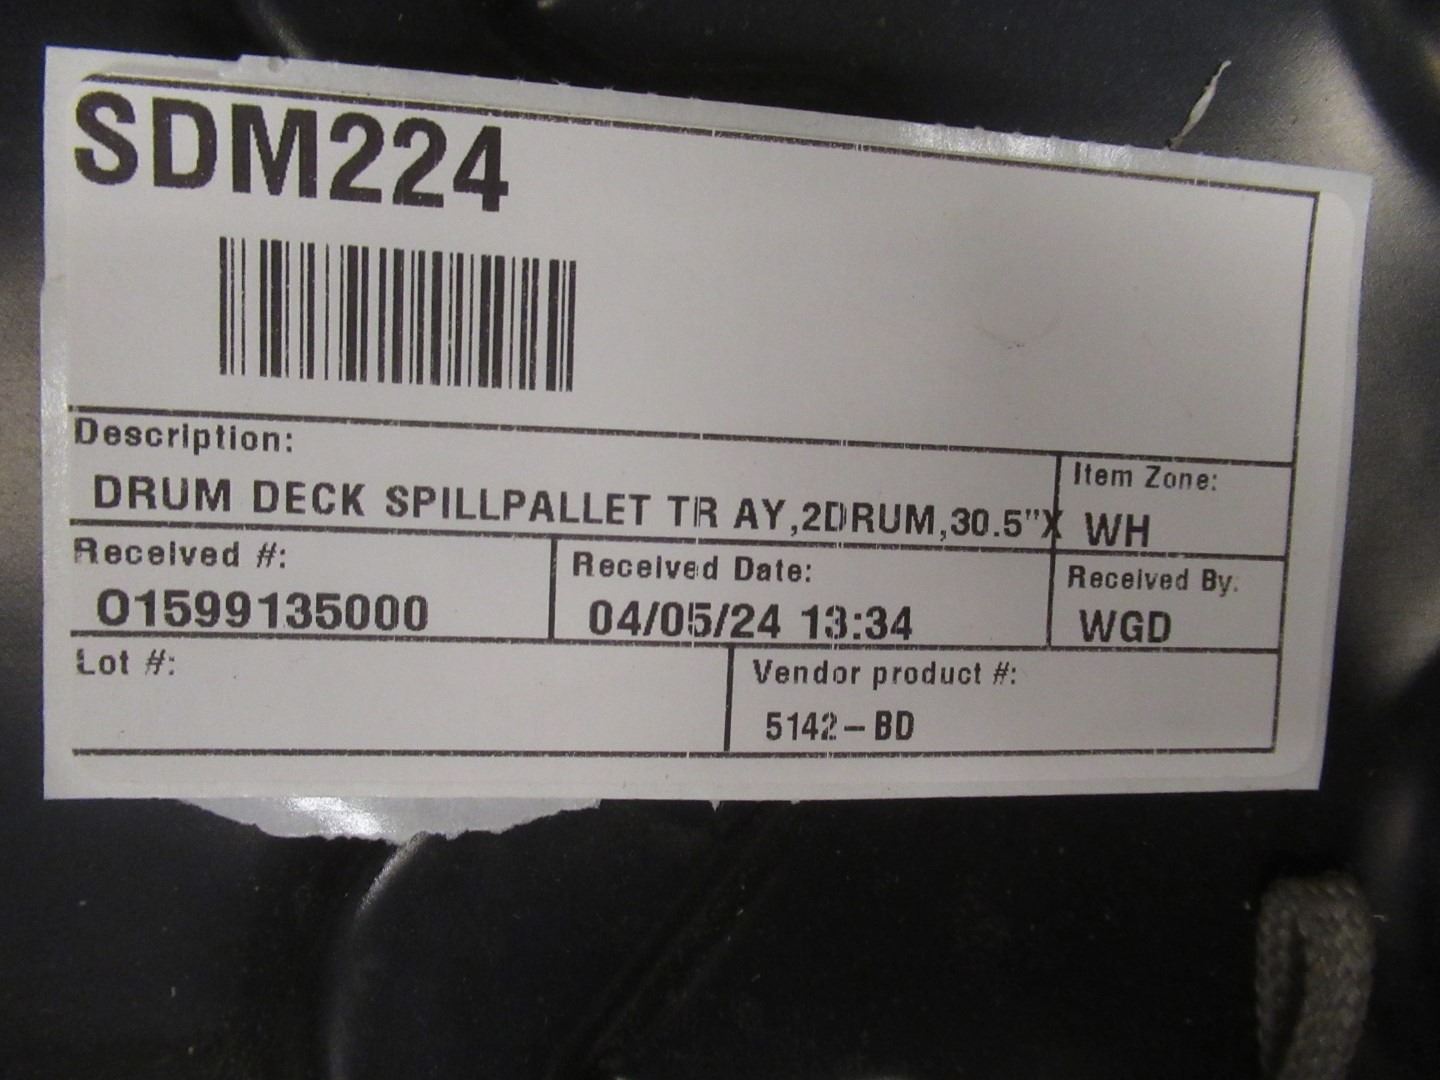 SDM224
Description:
DRUM DECK SPILLPALLET TR AY,2DRUM,30.5"X
Item Zone:
WH
Received #:
O1599135000
Received Date:
04/05/24 13:34
Received By:
WGD
Lot #:
Vendor product #:
5142-BD